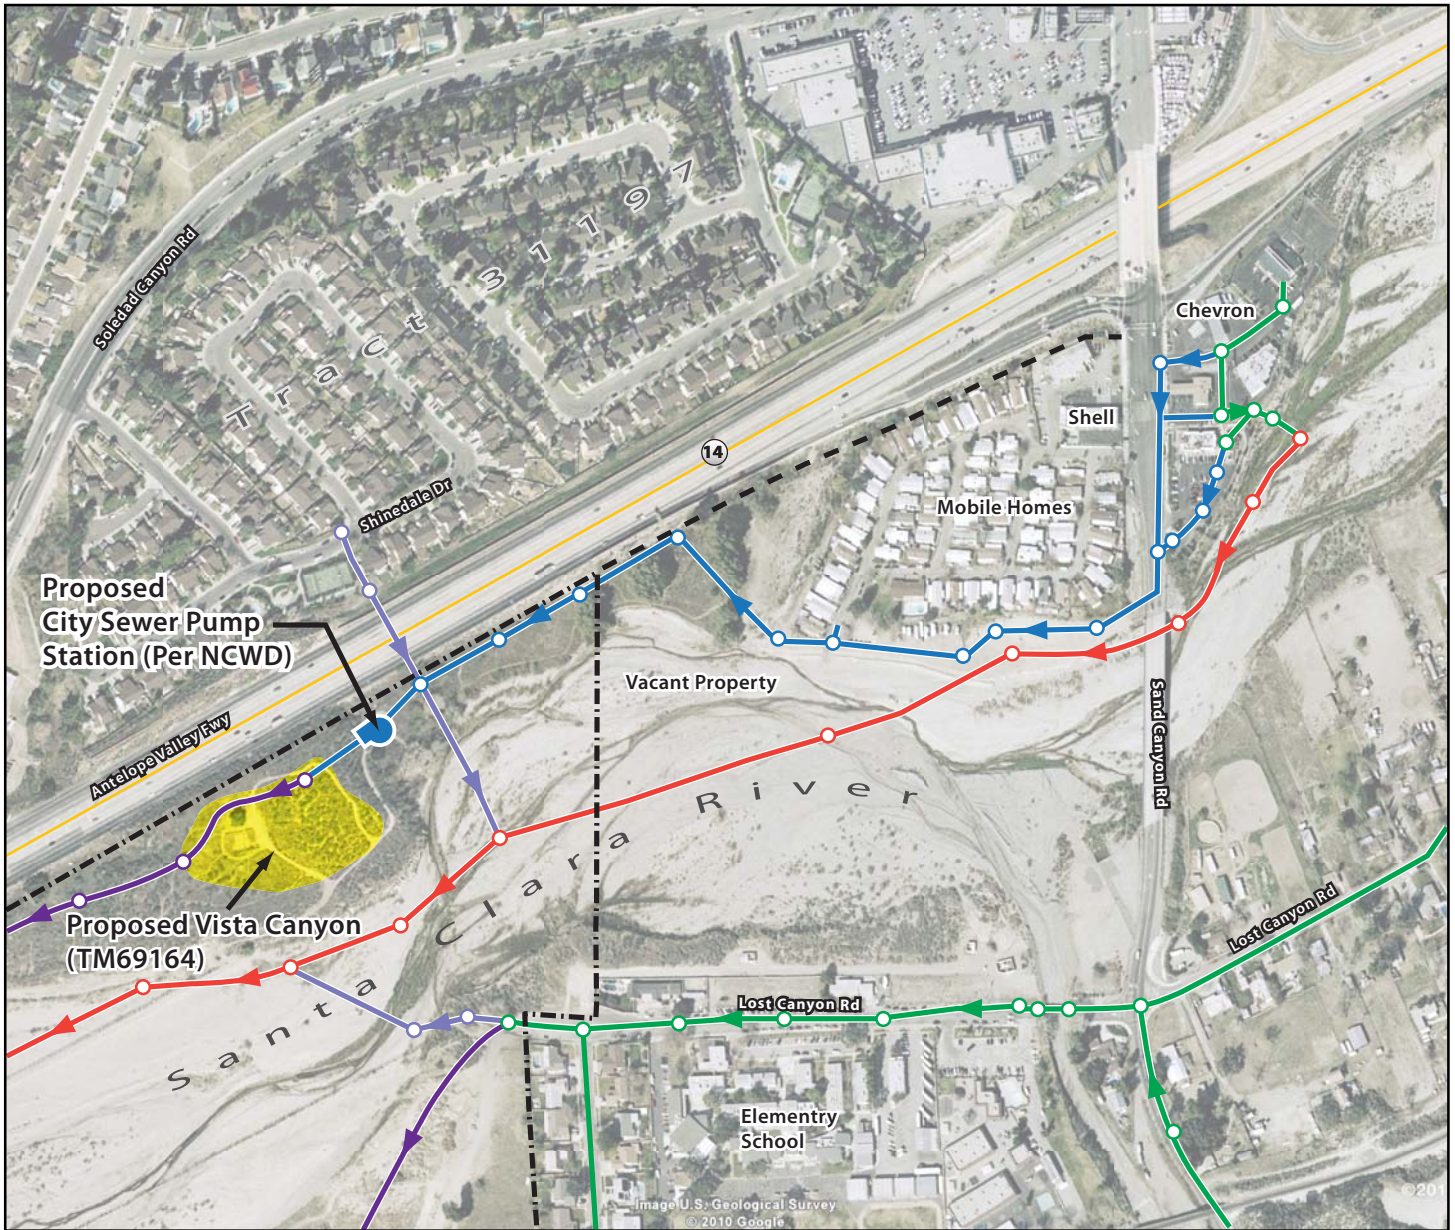 Tract 31197
Soledad Canyon Rd
Chevron
Shell
14
Shinedale Dr
Mobile Homes
Proposed
City Sewer Pump
Station (Per NCWD)
Vacant Property
Sand Canyon Rd
Antelope Valley Fwy
Santa Clara River
Proposed Vista Canyon
(TM69164)
Lost Canyon Rd
Lost Canyon Rd
Elementry
School
Image U.S. Geological Survey
© 2010 Google
©201